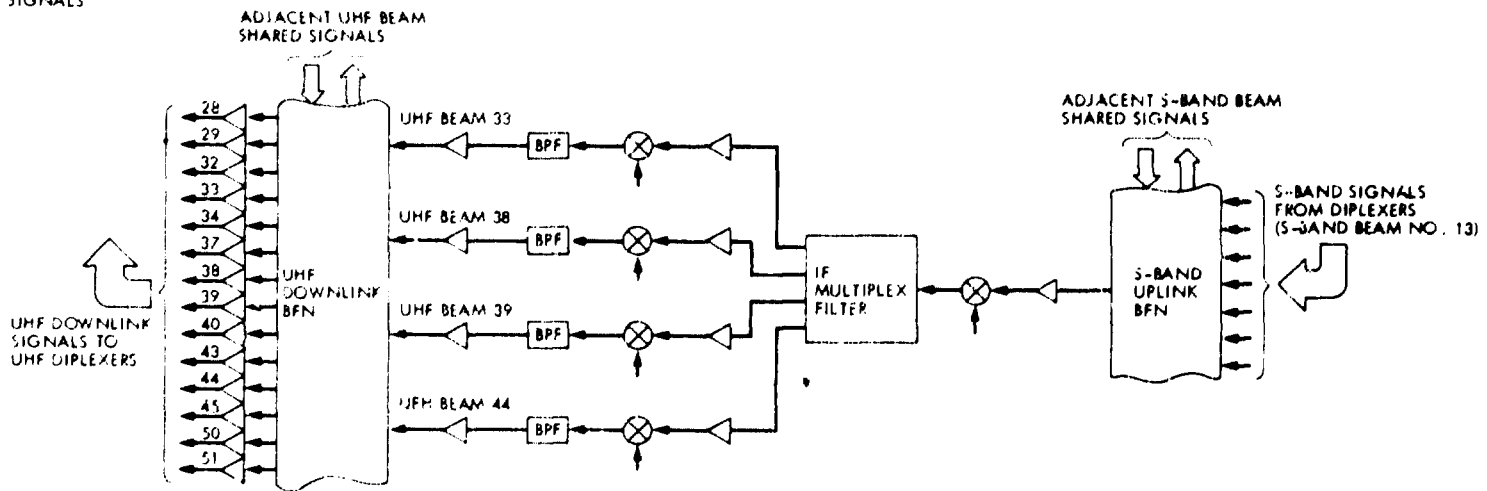 SIGNALS
ADJACENT UHF BEAM
SHARED SIGNALS
28
29
32
33
34
37
38
39
40
43
44
45
50
51
UHF DOWNLINK
SIGNALS TO
UHF DIPLEXERS
UHF
DOWNLINK
BFN
UHF BEAM 33
BPF
UHF BEAM 38
BPF
UHF BEAM 39
BPF
UFH BEAM 44
BPF
IF
MULTIPLEX
FILTER
ADJACENT S-BAND BEAM
SHARED SIGNALS
S-BAND
UPLINK
BFN
S-BAND SIGNALS
FROM DIPLEXERS
(S-BAND BEAM NO. 13)